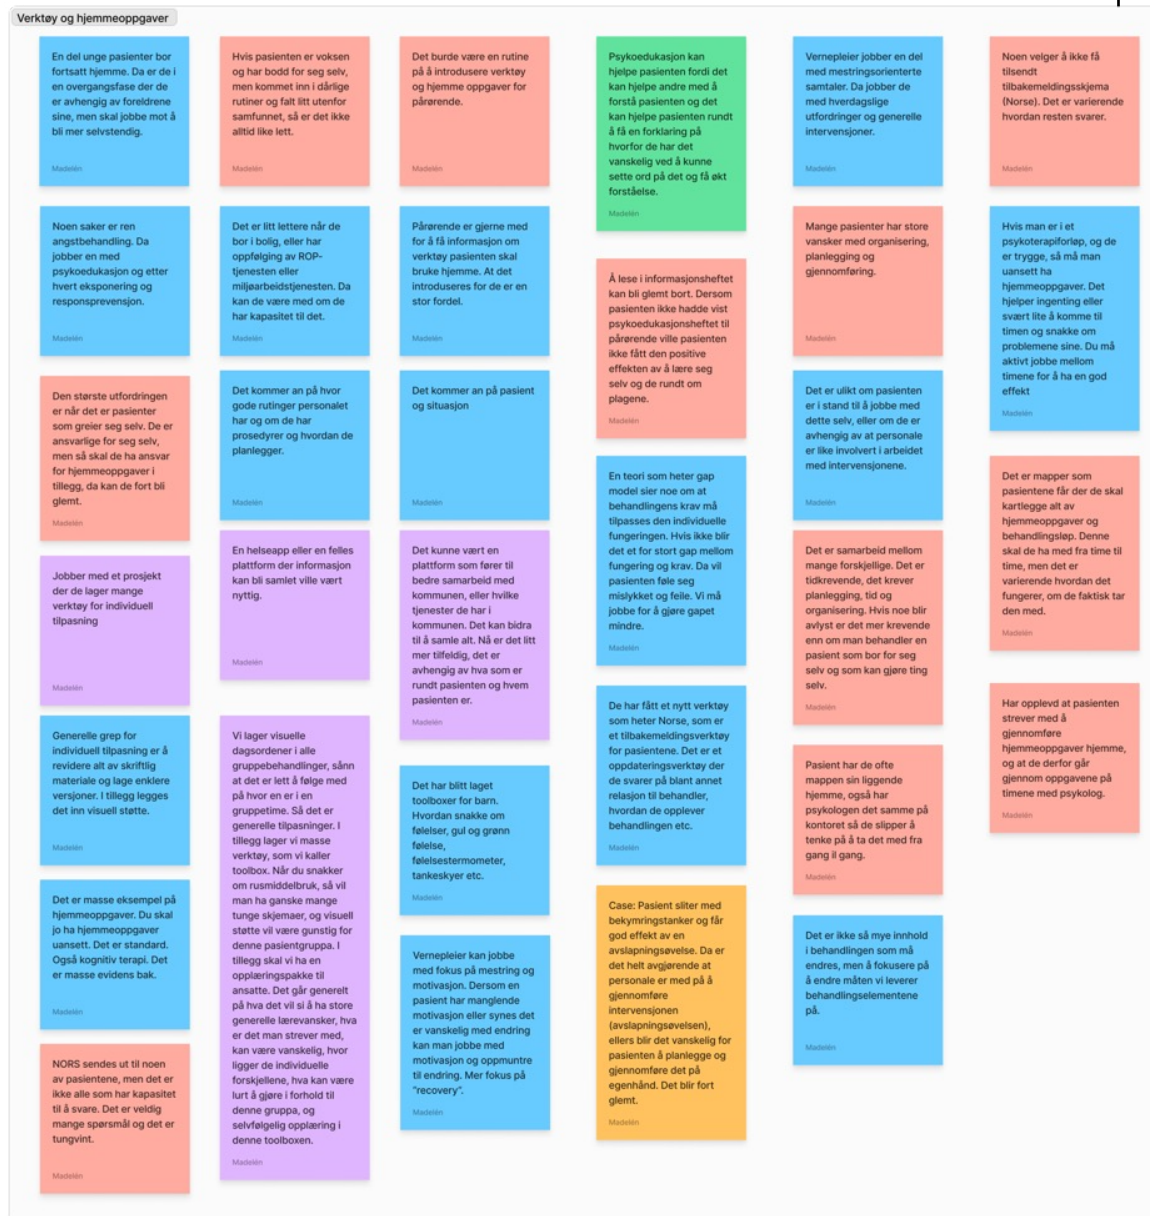 Verktøy og hjemmeoppgaver
En del unge pasienter bor
fortsatt hjemme. Da er de i
en overgangsfase der de
er avhengig av foreldrene
sine, men skal jobbe mot å
bli mer selvstendig.
Madelén
Noen saker er ren
angstbehandling. Da
jobber en med
psykoedukasjon og etter
hvert eksponering og
responsprevensjon.
Madelén
Den største utfordringen
er når det er pasienter
som greier seg selv. De er
ansvarlige for seg selv,
men så skal de ha ansvar
for hjemmeoppgaver i
tillegg, da kan de fort bli
glemt.
Madelén
Jobber med et prosjekt
der de lager mange
verktøy for individuell
tilpasning
Madelén
Generelle grep for
individuell tilpasning er å
revidere alt av skriftlig
materiale og lage enklere
versjoner. I tillegg legges
det inn visuell støtte.
Madelén
Det er masse eksempel på
hjemmeoppgaver. Du skal
jo ha hjemmeoppgaver
uansett. Det er standard.
Også kognitiv terapi. Det
er masse evidens bak.
Madelén
NORS sendes ut til noen
av pasientene, men det er
ikke alle som har kapasitet
til å svare. Det er veldig
mange spørsmål og det er
tungvint.
Madelén
Hvis pasienten er voksen
og har bodd for seg selv,
men kommet inn i dårlige
rutiner og falt litt utenfor
samfunnet, så er det ikke
alltid like lett.
Madelén
Det er litt lettere når de
bor i bolig, eller har
oppfølging av ROP-
tjenesten eller
miljøarbeidstjenesten. Da
kan de være med om de
har kapasitet til det.
Madelén
Det kommer an på hvor
gode rutinger personalet
har og om de har
prosedyrer og hvordan de
planlegger.
Madelén
En helseapp eller en felles
plattform der informasjon
kan bli samlet ville vært
nyttig.
Madelén
Vi lager visuelle
dagsordener i alle
gruppebehandlinger, sånn
at det er lett å følge med
på hvor en er i en
gruppetime. Så det er
generelle tilpasninger. I
tillegg lager vi masse
verktøy, som vi kaller
toolbox. Når du snakker
om rusmiddelbruk, så vil
man ha ganske mange
tunge skjemaer, og visuell
støtte vil være gunstig for
denne pasientgruppa. I
tillegg skal vi ha en
opplæringspakke til
ansatte. Det går generelt
på hva det vil si å ha store
generelle lærevansker, hva
er det man strever med,
kan være vanskelig, hvor
ligger de individuelle
forskjellene, hva kan være
lurt å gjøre i forhold til
denne gruppa, og
selvfølgelig opplæring i
denne toolboxen.
Madelén
Det burde være en rutine
på å introdusere verktøy
og hjemme oppgaver for
pårørende.
Madelén
Pårørende er gjerne med
for å få informasjon om
verktøy pasienten skal
bruke hjemme. At det
introduseres for de er en
stor fordel.
Madelén
Det kommer an på pasient
og situasjon
Madelén
Det kunne vært en
plattform som fører til
bedre samarbeid med
kommunen, eller hvilke
tjenester de har i
kommunen. Det kan bidra
til å samle alt. Nå er det litt
mer tilfeldig, det er
avhengig av hva som er
rundt pasienten og hvem
pasienten er.
Madelén
Det har blitt laget
toolboxer for barn.
Hvordan snakke om
følelser, gul og grønn
følelse,
følelsestermometer,
tankeskyer etc.
Madelén
Vernepleier kan jobbe
med fokus på mestring og
motivasjon. Dersom en
pasient har manglende
motivasjon eller synes det
er vanskelig med endring
kan man jobbe med
motivasjon og oppmuntre
til endring. Mer fokus på
“recovery”.
Madelén
Psykoedukasjon kan
hjelpe pasienten fordi det
kan hjelpe andre med å
forstå pasienten og det
kan hjelpe pasienten rundt
å få en forklaring på
hvorfor de har det
vanskelig ved å kunne
sette ord på det og få økt
forståelse.
Madelén
Å lese i informasjonsheftet
kan bli glemt bort. Dersom
pasienten ikke hadde vist
psykoedukasjonsheftet til
pårørende ville pasienten
ikke fått den positive
effekten av å lære seg
selv og de rundt om
plagene.
Madelén
En teori som heter gap
model sier noe om at
behandlingens krav må
tilpasses den individuelle
fungeringen. Hvis ikke blir
det et for stort gap mellom
fungering og krav. Da vil
pasienten føle seg
mislykket og feile. Vi må
jobbe for å gjøre gapet
mindre.
Madelén
De har fått et nytt verktøy
som heter Norse, som er
et tilbakemeldingsverktøy
for pasientene. Det er et
oppdateringsverktøy der
de svarer på blant annet
relasjon til behandler,
hvordan de opplever
behandlingen etc.
Madelén
Case: Pasient sliter med
bekymringstanker og får
god effekt av en
avslapningsøvelse. Da er
det helt avgjørende at
personale er med på å
gjennomføre
intervensjonen
(avslapningsøvelsen),
ellers blir det vanskelig for
pasienten å planlegge og
gjennomføre det på
egenhånd. Det blir fort
glemt.
Madelén
Vernepleier jobber en del
med mestringsorienterte
samtaler. Da jobber de
med hverdagslige
utfordringer og generelle
intervensjoner.
Madelén
Mange pasienter har store
vansker med organisering,
planlegging og
gjennomføring.
Madelén
Det er ulikt om pasienten
er i stand til å jobbe med
dette selv, eller om de er
avhengig av at personale
er like involvert i arbeidet
med intervensjonene.
Madelén
Det er samarbeid mellom
mange forskjellige. Det er
tidkrevende, det krever
planlegging, tid og
organisering. Hvis noe blir
avlyst er det mer krevende
enn om man behandler en
pasient som bor for seg
selv og som kan gjøre ting
selv.
Madelén
Pasient har de ofte
mappen sin liggende
hjemme, også har
psykologen det samme på
kontoret så de slipper å
tenke på å ta det med fra
gang il gang.
Madelén
Det er ikke så mye innhold
i behandlingen som må
endres, men å fokusere på
å endre måten vi leverer
behandlingselementene
på.
Madelén
Noen velger å ikke få
tilsendt
tilbakemeldingsskjema
(Norse). Det er varierende
hvordan resten svarer.
Madelén
Hvis man er i et
psykoterapiforløp, og de
er trygge, så må man
uansett ha
hjemmeoppgaver. Det
hjelper ingenting eller
svært lite å komme til
timen og snakke om
problemene sine. Du må
aktivt jobbe mellom
timene for å ha en god
effekt
Madelén
Det er mapper som
pasientene får der de skal
kartlegge alt av
hjemmeoppgaver og
behandlingsløp. Denne
skal de ha med fra time til
time, men det er
varierende hvordan det
fungerer, om de faktisk tar
den med.
Madelén
Har opplevd at pasienten
strever med å
gjennomføre
hjemmeoppgaver hjemme,
og at de derfor går
gjennom oppgavene på
timene med psykolog.
Madelén